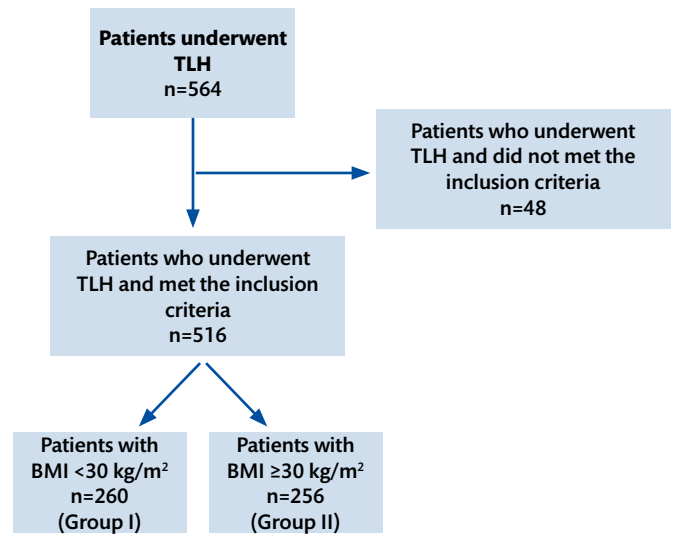 Patients underwent
TLH
n=564
Patients who underwent
TLH and did not met the
inclusion criteria
n=48
Patients who underwent
TLH and met the inclusion
criteria
n=516
Patients with
BMI <30 kg/m²
n=260
(Group I)
Patients with
BMI ≥30 kg/m²
n=256
(Group II)